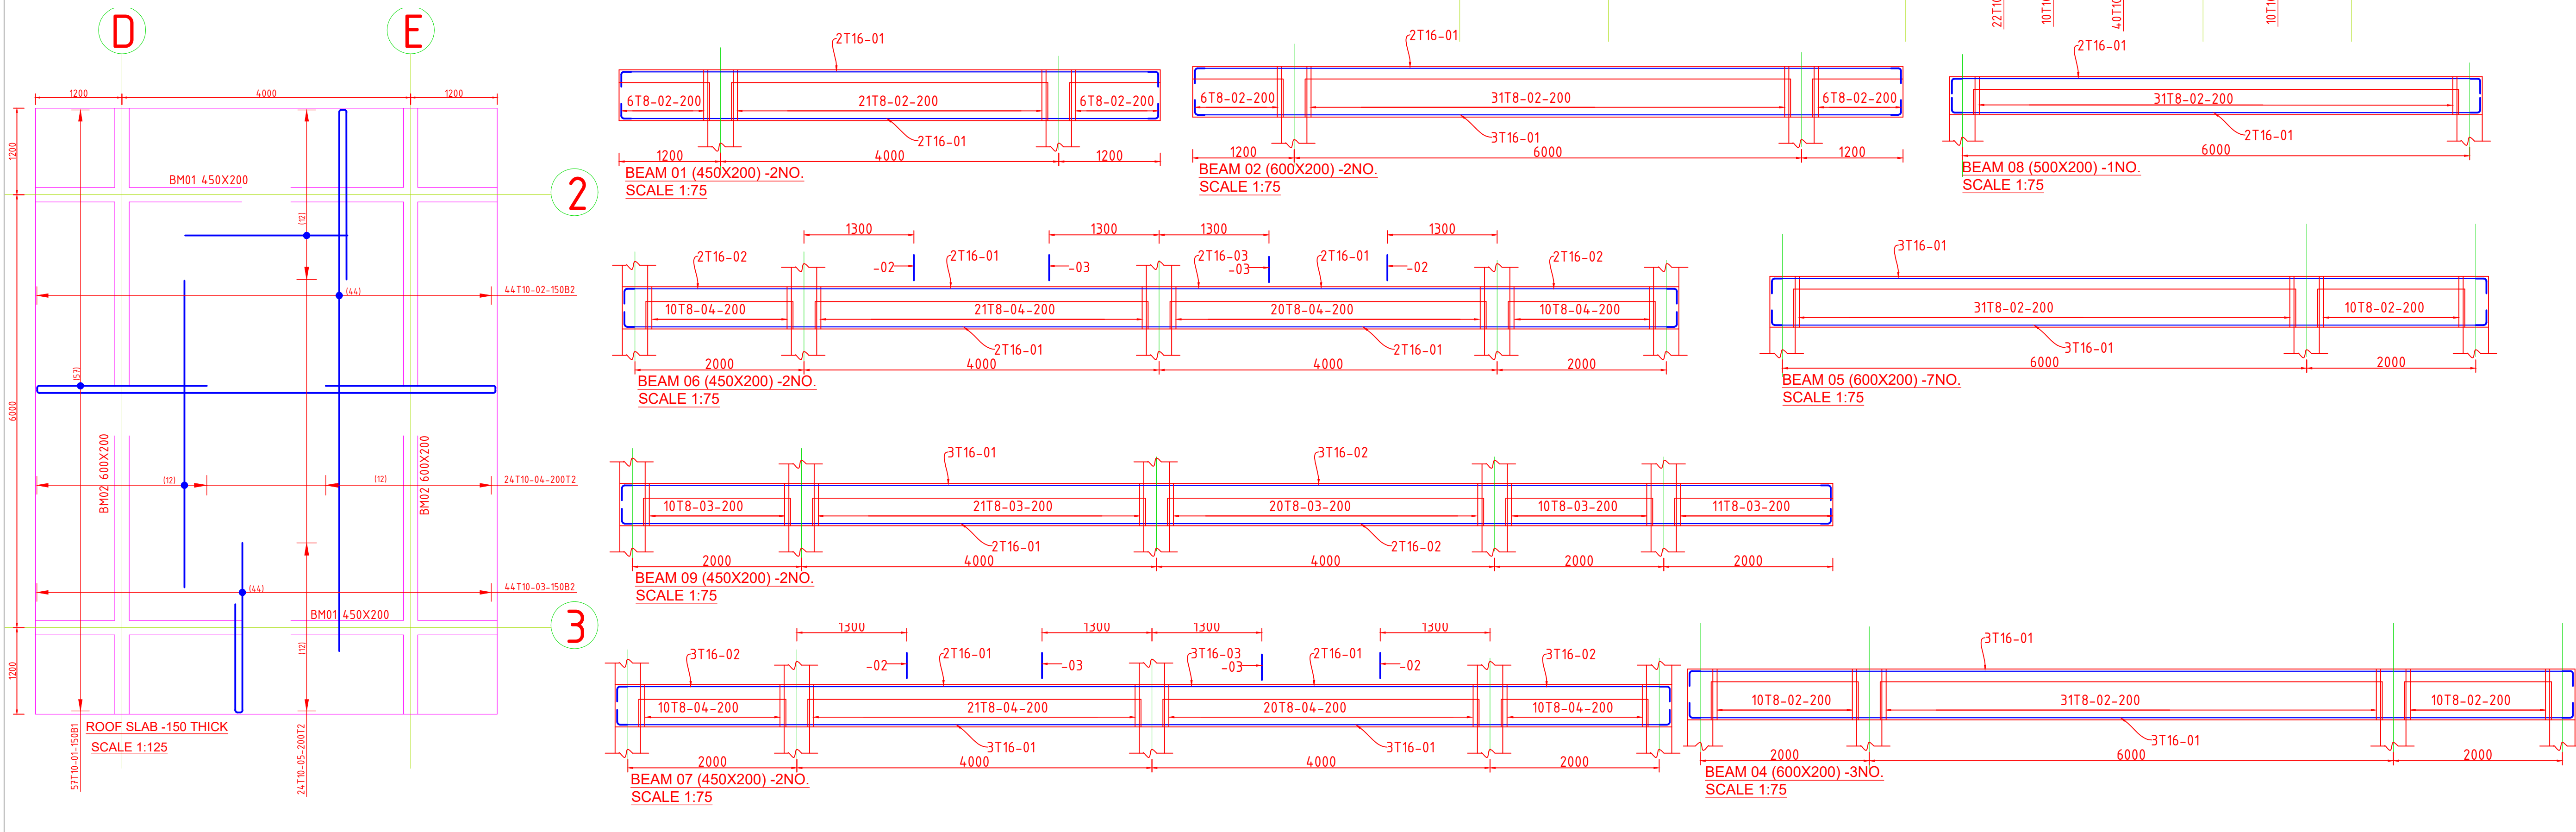 D
E
1200
4000
1200
1200
6000
1200
BM01 450X200
2
(12)
(44)
44T10-02-150B2
(57)
BM02 600X200
BM02 600X200
(12)
(12)
24T10-04-200T2
(44)
44T10-03-150B2
BM01 450X200
3
(12)
ROOF SLAB -150 THICK
SCALE 1:125
57T10-01-150B1
24T10-05-200T2
2T16-01
6T8-02-200
21T8-02-200
6T8-02-200
2T16-01
1200
4000
1200
BEAM 01 (450X200) -2NO.
SCALE 1:75
2T16-01
6T8-02-200
31T8-02-200
6T8-02-200
3T16-01
1200
6000
1200
BEAM 02 (600X200) -2NO.
SCALE 1:75
2T16-01
31T8-02-200
2T16-01
6000
BEAM 08 (500X200) -1NO.
SCALE 1:75
1300
1300
1300
1300
2T16-02
-02
2T16-01
-03
2T16-03
-03
2T16-01
-02
2T16-02
10T8-04-200
21T8-04-200
20T8-04-200
10T8-04-200
2T16-01
2T16-01
2000
4000
4000
2000
BEAM 06 (450X200) -2NO.
SCALE 1:75
3T16-01
31T8-02-200
10T8-02-200
3T16-01
6000
2000
BEAM 05 (600X200) -7NO.
SCALE 1:75
3T16-01
3T16-02
10T8-03-200
21T8-03-200
20T8-03-200
10T8-03-200
11T8-03-200
2T16-01
2T16-02
2000
4000
4000
2000
2000
BEAM 09 (450X200) -2NO.
SCALE 1:75
1300
1300
1300
1300
3T16-02
-02
2T16-01
-03
3T16-03
-03
2T16-01
-02
3T16-02
10T8-04-200
21T8-04-200
20T8-04-200
10T8-04-200
3T16-01
3T16-01
2000
4000
4000
2000
BEAM 07 (450X200) -2NO.
SCALE 1:75
3T16-01
10T8-02-200
31T8-02-200
10T8-02-200
3T16-01
2000
6000
2000
BEAM 04 (600X200) -3NO.
SCALE 1:75